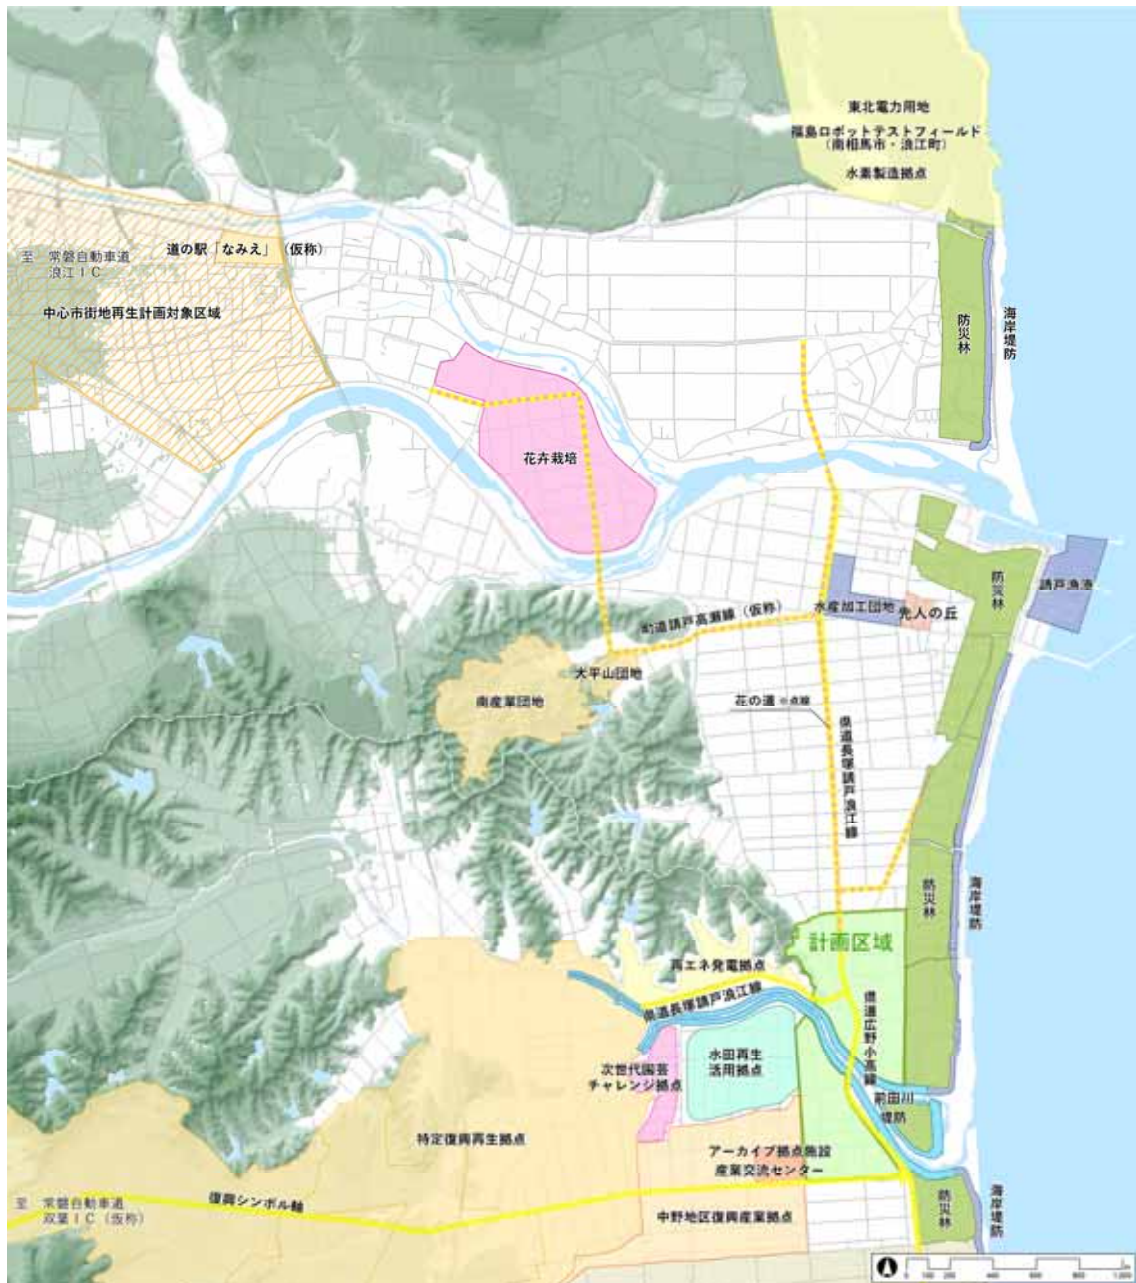 東北電力用地
福島ロボットテストフィールド
(南相馬市・浪江町)
水素製造拠点
道の駅「なみえ」(仮称)
至 常磐自動車道
浪江IC
中心市街地再生計画対象区域
防災林
海岸堤防
花卉栽培
請戸漁港
防災林
水産加工団地
先人の丘
町道請戸高瀬線(仮称)
大平山団地
南産業団地
花の道 ※点線
県道長塚請戸浪江線
防災林
海岸堤防
計画区域
再エネ発電拠点
県道長塚請戸浪江線
県道広野小高線
水田再生
活用拠点
次世代園芸
チャレンジ拠点
前田川
堤防
特定復興再生拠点
アーカイブ拠点施設
産業交流センター
復興シンボル軸
至 常磐自動車道
双葉IC(仮称)
中野地区復興産業拠点
防災林
海岸堤防
0 100 200 400 600 800 1,000